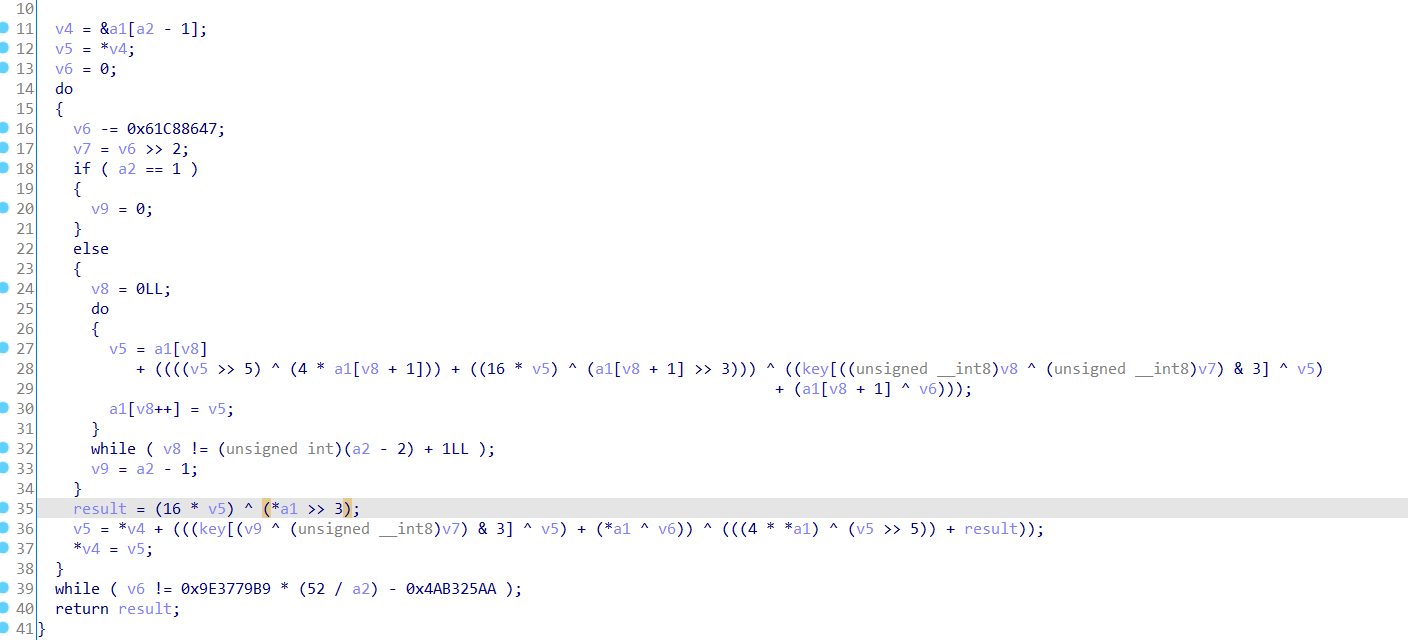 10
11 v4 = &a1[a2 - 1];
12 v5 = *v4;
13 v6 = 0;
14 do
15 {
16 v6 -= 0x61C88647;
17 v7 = v6 >> 2;
18 if ( a2 == 1 )
19 {
20 v9 = 0;
21 }
22 else
23 {
24 v8 = 0LL;
25 do
26 {
27 v5 = a1[v8]
28 + ((((v5 >> 5) ^ (4 * a1[v8 + 1])) + ((16 * v5) ^ (a1[v8 + 1] >> 3))) ^ ((key[((unsigned __int8)v8 ^ (unsigned __int8)v7) & 3] ^ v5)
29 + (a1[v8 + 1] ^ v6)));
30 a1[v8++] = v5;
31 }
32 while ( v8 != (unsigned int)(a2 - 2) + 1LL );
33 v9 = a2 - 1;
34 }
35 result = (16 * v5) ^ (*a1 >> 3);
36 v5 = *v4 + (((key[(v9 ^ (unsigned __int8)v7) & 3] ^ v5) + (*a1 ^ v6)) ^ (((4 * *a1) ^ (v5 >> 5)) + result));
37 *v4 = v5;
38 }
39 while ( v6 != 0x9E3779B9 * (52 / a2) - 0x4AB325AA );
40 return result;
41 }